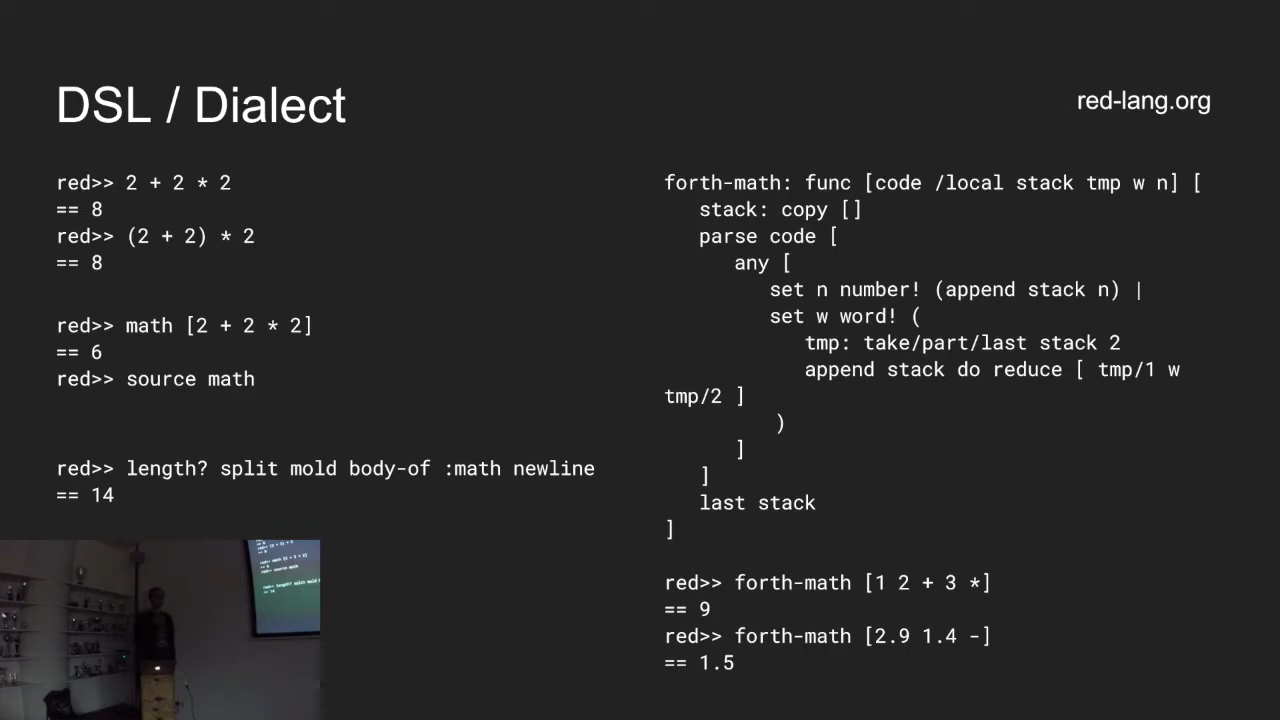 DSL / Dialect
red-lang.org
red>> 2 + 2 * 2
== 8
red>> (2 + 2) * 2
== 8
red>> math [2 + 2 * 2]
== 6
red>> source math
red>> length? split mold body-of :math newline
== 14
forth-math: func [code /local stack tmp w n] [
   stack: copy []
   parse code [
      any [
         set n number! (append stack n) |
         set w word! (
            tmp: take/part/last stack 2
            append stack do reduce [ tmp/1 w
tmp/2 ]
          )
      ]
   ]
   last stack
]
red>> forth-math [1 2 + 3 *]
== 9
red>> forth-math [2.9 1.4 -]
== 1.5